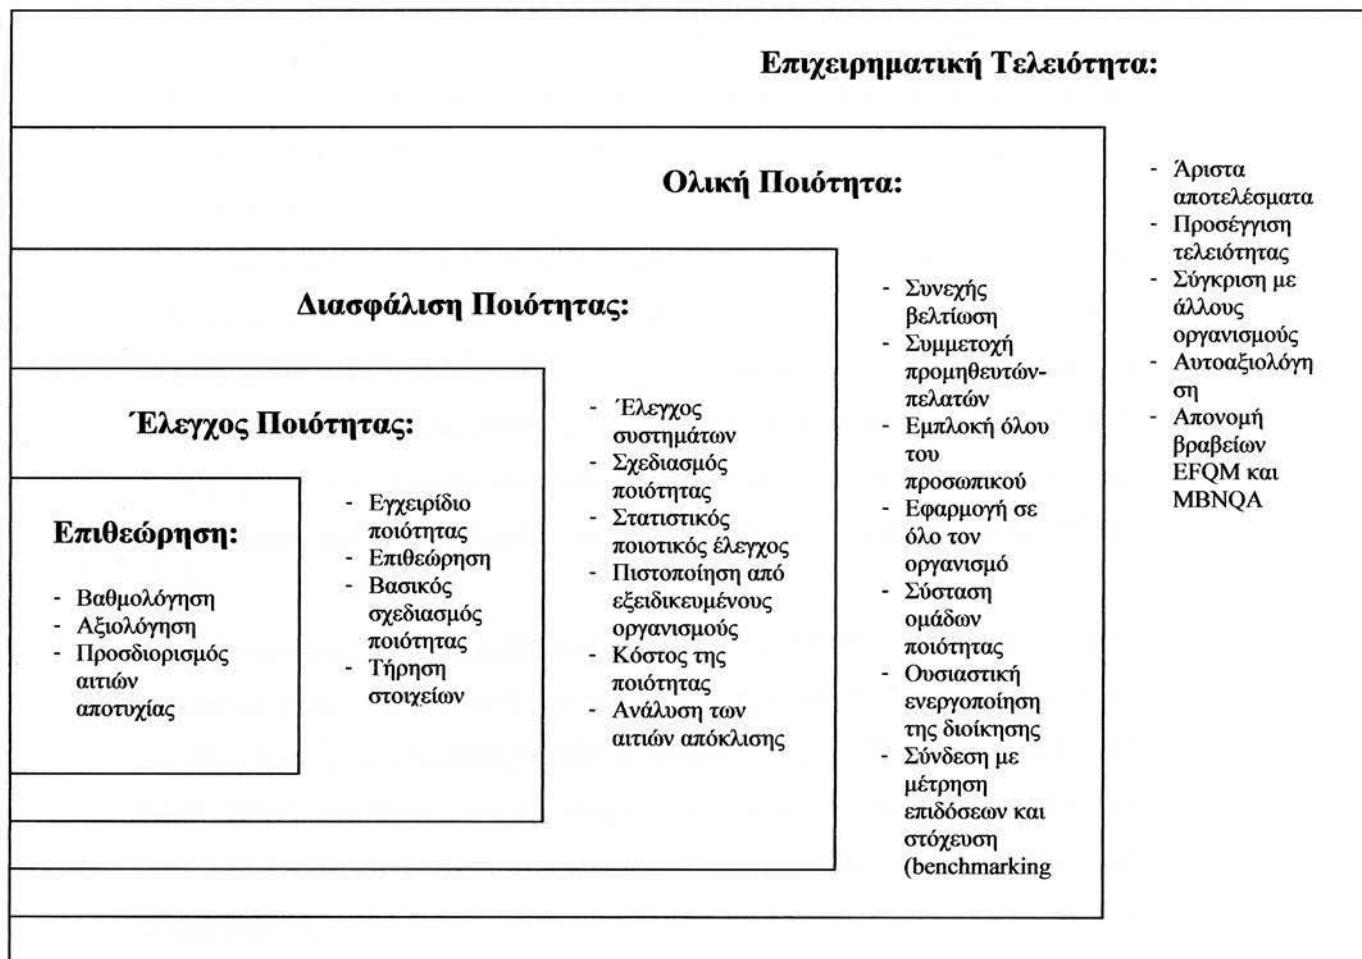 Επιχειρηματική Τελειότητα:
- Άριστα
αποτελέσματα
- Προσέγγιση
τελειότητας
- Σύγκριση με
άλλους
οργανισμούς
- Αυτοαξιολόγη
ση
- Απονομή
βραβείων
EFQM και
MBNQA
Ολική Ποιότητα:
- Συνεχής
βελτίωση
- Συμμετοχή
προμηθευτών-
πελατών
- Εμπλοκή όλου
του
προσωπικού
- Εφαρμογή σε
όλο τον
οργανισμό
- Σύσταση
ομάδων
ποιότητας
- Ουσιαστική
ενεργοποίηση
της διοίκησης
- Σύνδεση με
μέτρηση
επιδόσεων και
στόχευση
(benchmarking
Διασφάλιση Ποιότητας:
- Έλεγχος
συστημάτων
- Σχεδιασμός
ποιότητας
- Στατιστικός
ποιοτικός έλεγχος
- Πιστοποίηση από
εξειδικευμένους
οργανισμούς
- Κόστος της
ποιότητας
- Ανάλυση των
αιτιών απόκλισης
Έλεγχος Ποιότητας:
- Εγχειρίδιο
ποιότητας
- Επιθεώρηση
- Βασικός
σχεδιασμός
ποιότητας
- Τήρηση
στοιχείων
Επιθεώρηση:
- Βαθμολόγηση
- Αξιολόγηση
- Προσδιορισμός
αιτιών
αποτυχίας